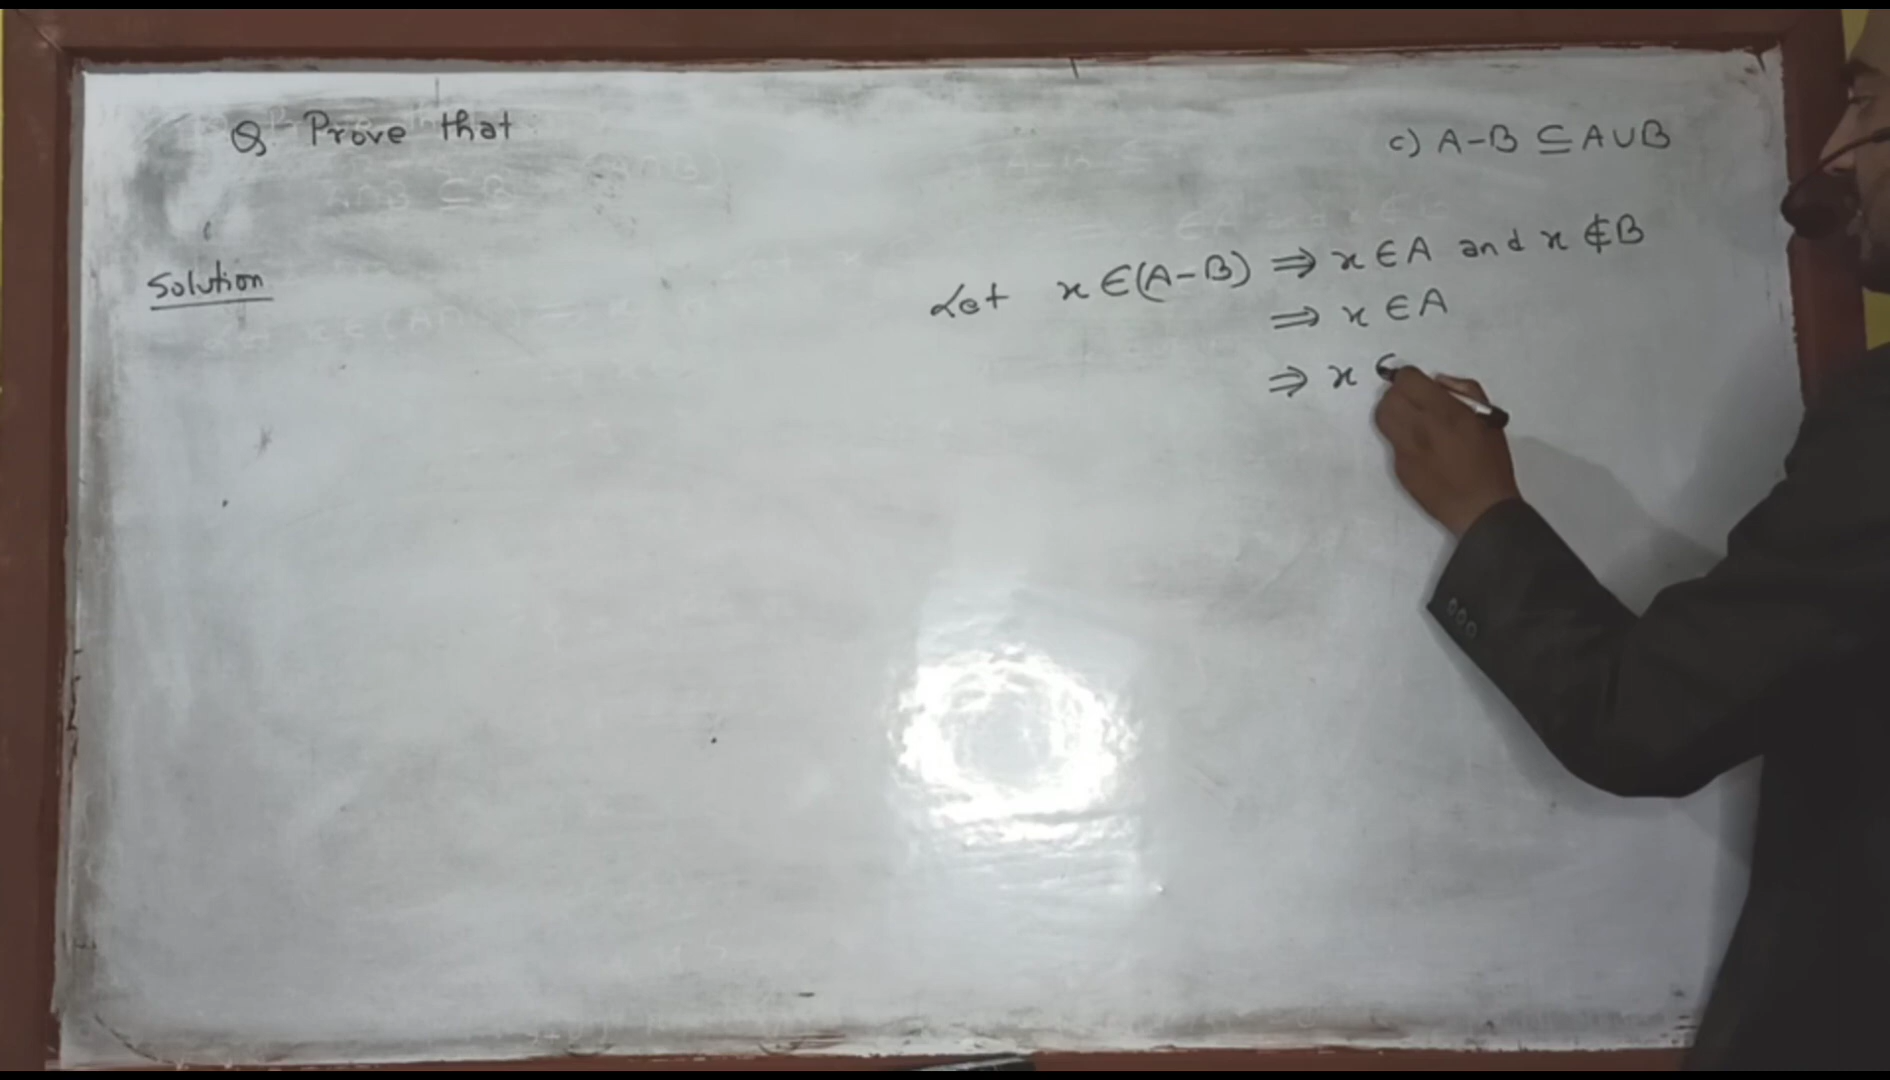 Q Prove that
c) A-B ⊆ A∪B
Solution
Let x ∈ (A-B) ⇒ x ∈ A and x ∉ B
⇒ x ∈ A
⇒ x ∈